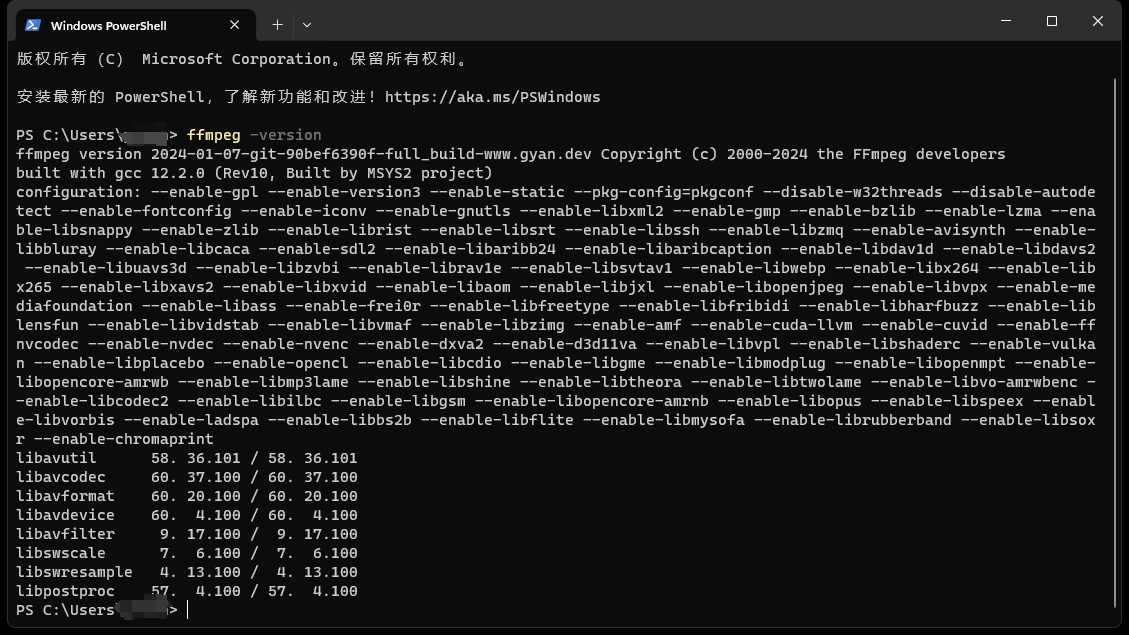 Windows PowerShell
版权所有 (C)  Microsoft Corporation。保留所有权利。
安装最新的 PowerShell，了解新功能和改进！https://aka.ms/PSWindows
PS C:\Users\> ffmpeg -version
ffmpeg version 2024-01-07-git-90bef6390f-full_build-www.gyan.dev Copyright (c) 2000-2024 the FFmpeg developers
built with gcc 12.2.0 (Rev10, Built by MSYS2 project)
configuration: --enable-gpl --enable-version3 --enable-static --pkg-config=pkgconf --disable-w32threads --disable-autode
tect --enable-fontconfig --enable-iconv --enable-gnutls --enable-libxml2 --enable-gmp --enable-bzlib --enable-lzma --ena
ble-libsnappy --enable-zlib --enable-librist --enable-libsrt --enable-libssh --enable-libzmq --enable-avisynth --enable-
libbluray --enable-libcaca --enable-sdl2 --enable-libaribb24 --enable-libaribcaption --enable-libdav1d --enable-libdavs2
 --enable-libuavs3d --enable-libzvbi --enable-librav1e --enable-libsvtav1 --enable-libwebp --enable-libx264 --enable-lib
x265 --enable-libxavs2 --enable-libxvid --enable-libaom --enable-libjxl --enable-libopenjpeg --enable-libvpx --enable-me
diafoundation --enable-libass --enable-frei0r --enable-libfreetype --enable-libfribidi --enable-libharfbuzz --enable-lib
lensfun --enable-libvidstab --enable-libvmaf --enable-libzimg --enable-amf --enable-cuda-llvm --enable-cuvid --enable-ff
nvcodec --enable-nvdec --enable-nvenc --enable-dxva2 --enable-d3d11va --enable-libvpl --enable-libshaderc --enable-vulka
n --enable-libplacebo --enable-opencl --enable-libcdio --enable-libgme --enable-libmodplug --enable-libopenmpt --enable-
libopencore-amrwb --enable-libmp3lame --enable-libshine --enable-libtheora --enable-libtwolame --enable-libvo-amrwbenc -
-enable-libcodec2 --enable-libilbc --enable-libgsm --enable-libopencore-amrnb --enable-libopus --enable-libspeex --enabl
e-libvorbis --enable-ladspa --enable-libbs2b --enable-libflite --enable-libmysofa --enable-librubberband --enable-libsox
r --enable-chromaprint
libavutil      58. 36.101 / 58. 36.101
libavcodec     60. 37.100 / 60. 37.100
libavformat    60. 20.100 / 60. 20.100
libavdevice    60.  4.100 / 60.  4.100
libavfilter     9. 17.100 /  9. 17.100
libswscale      7.  6.100 /  7.  6.100
libswresample   4. 13.100 /  4. 13.100
libpostproc    57.  4.100 / 57.  4.100
PS C:\Users\>